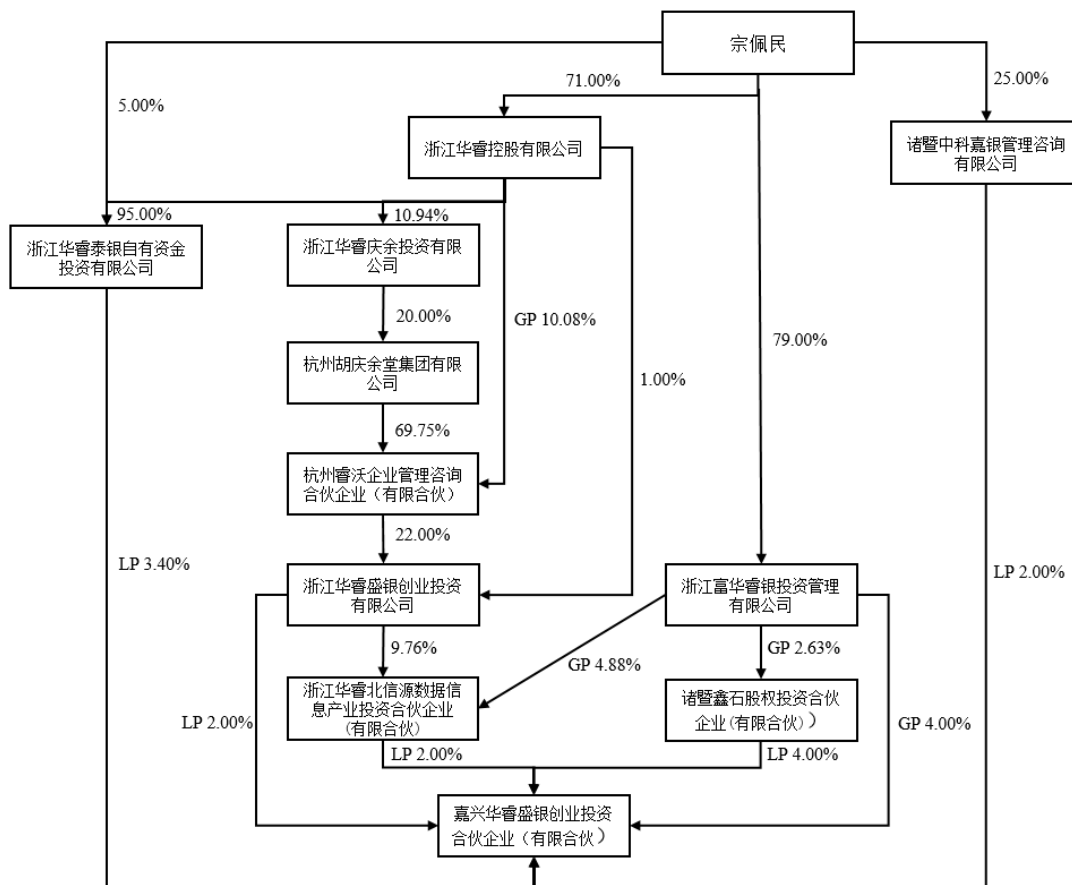 宗佩民
71.00%
25.00%
5.00%
浙江华睿控股有限公司
诸暨中科嘉银管理咨询
有限公司
95.00%
10.94%
浙江华睿泰银自有资金
投资有限公司
浙江华睿庆余投资有限
公司
20.00%
GP 10.08%
79.00%
杭州胡庆余堂集团有限
公司
1.00%
69.75%
杭州睿沃企业管理咨询
合伙企业（有限合伙）
22.00%
LP 3.40%
LP 2.00%
浙江华睿盛银创业投资
有限公司
浙江富华睿银投资管理
有限公司
9.76%
GP 2.63%
GP 4.88%
浙江华睿北信源数据信
息产业投资合伙企业
(有限合伙)
诸暨鑫石股权投资合伙
企业(有限合伙)）
LP 2.00%
GP 4.00%
LP 2.00%
LP 4.00%
嘉兴华睿盛银创业投资
合伙企业（有限合伙）